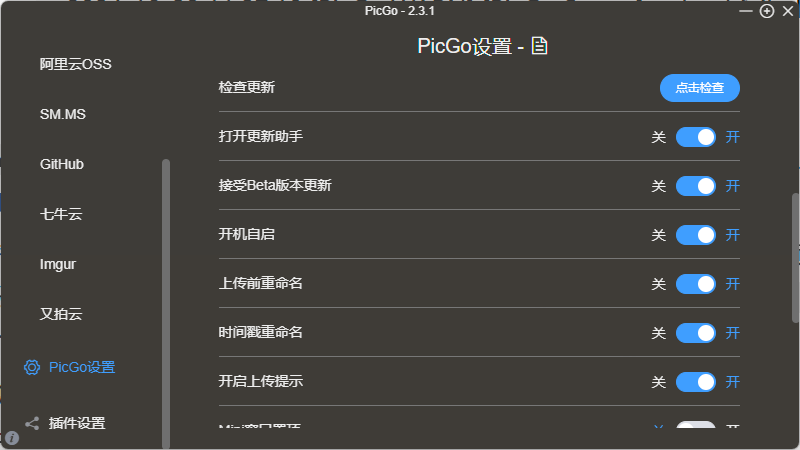 PicGo - 2.3.1
PicGo设置 -
阿里云OSS
SM.MS
GitHub
七牛云
Imgur
又拍云
PicGo设置
插件设置
检查更新 点击检查
打开更新助手 关 开
接受Beta版本更新 关 开
开机自启 关 开
上传前重命名 关 开
时间戳重命名 关 开
开启上传提示 关 开